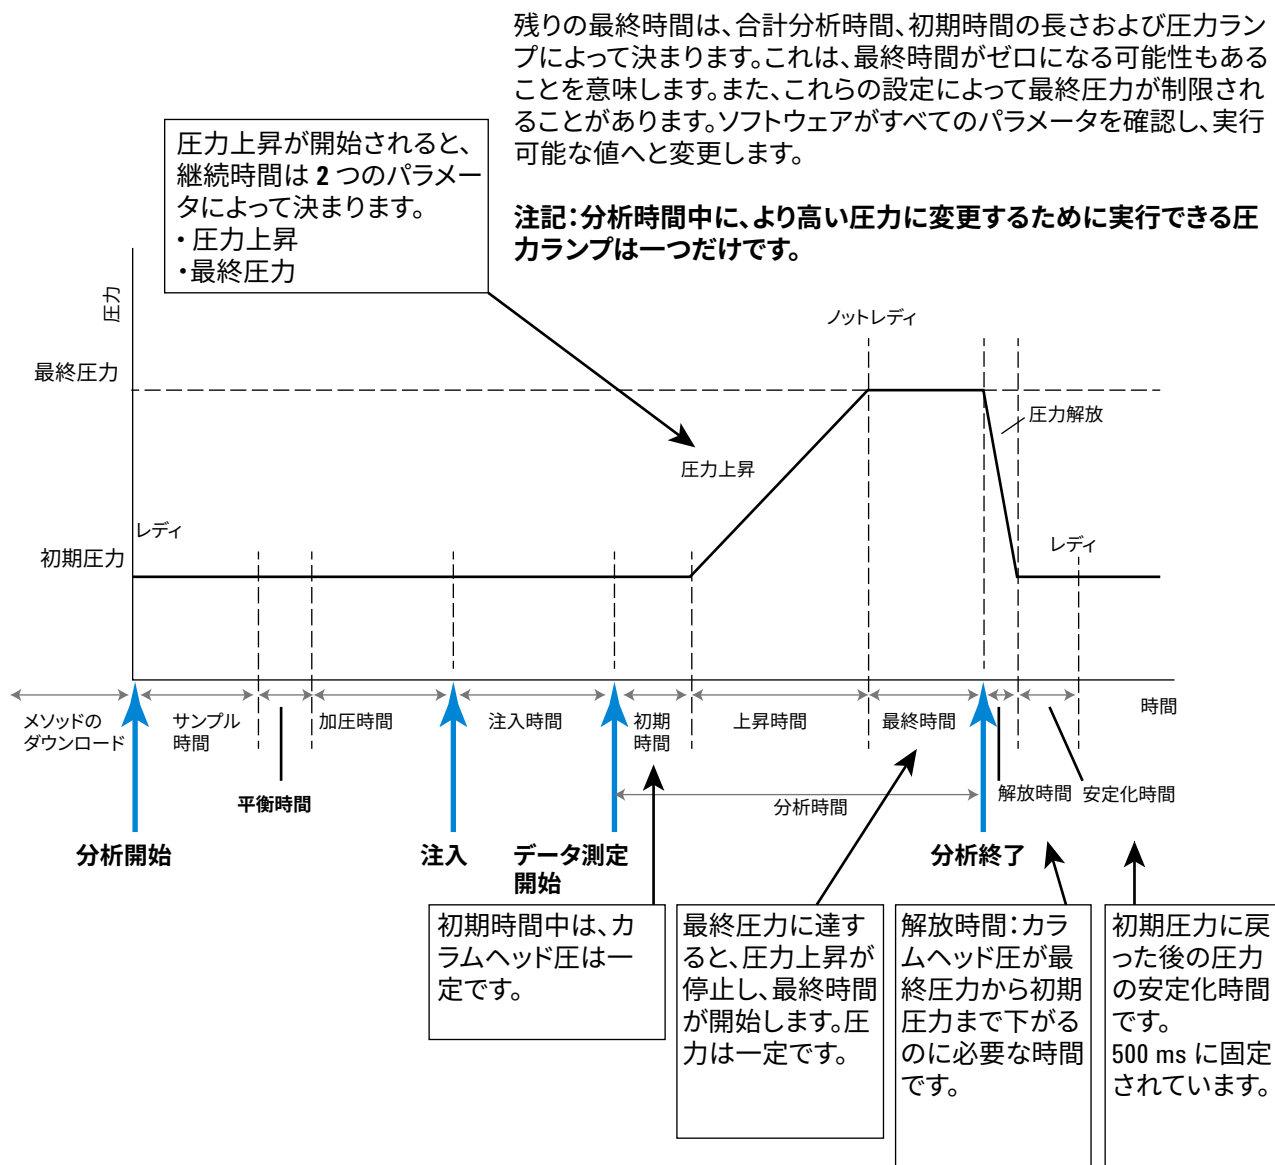 残りの最終時間は、合計分析時間、初期時間の長さおよび圧力ラン
プによって決まります。これは、最終時間がゼロになる可能性もある
ことを意味します。また、これらの設定によって最終圧力が制限され
ることがあります。ソフトウェアがすべてのパラメータを確認し、実行
可能な値へと変更します。
注記：分析時間中に、より高い圧力に変更するために実行できる圧
力ランプは一つだけです。
圧力上昇が開始されると、
継続時間は 2 つのパラメー
タによって決まります。
・圧力上昇
・最終圧力
圧力
ノットレディ
最終圧力
圧力解放
圧力上昇
レディ
レディ
初期圧力
時間
メソッドの
ダウンロード
サンプル
時間
加圧時間
注入時間
初期
時間
上昇時間
最終時間
平衡時間
分析時間
解放時間
安定化時間
分析開始
注入
データ測定
開始
分析終了
初期時間中は、カ
ラムヘッド圧は一
定です。
最終圧力に達す
ると、圧力上昇が
停止し、最終時間
が開始します。圧
力は一定です。
解放時間：カラ
ムヘッド圧が最
終圧力から初期
圧力まで下がる
のに必要な時間
です。
初期圧力に戻
った後の圧力
の安定化時間
です。
500 ms に固定
されています。